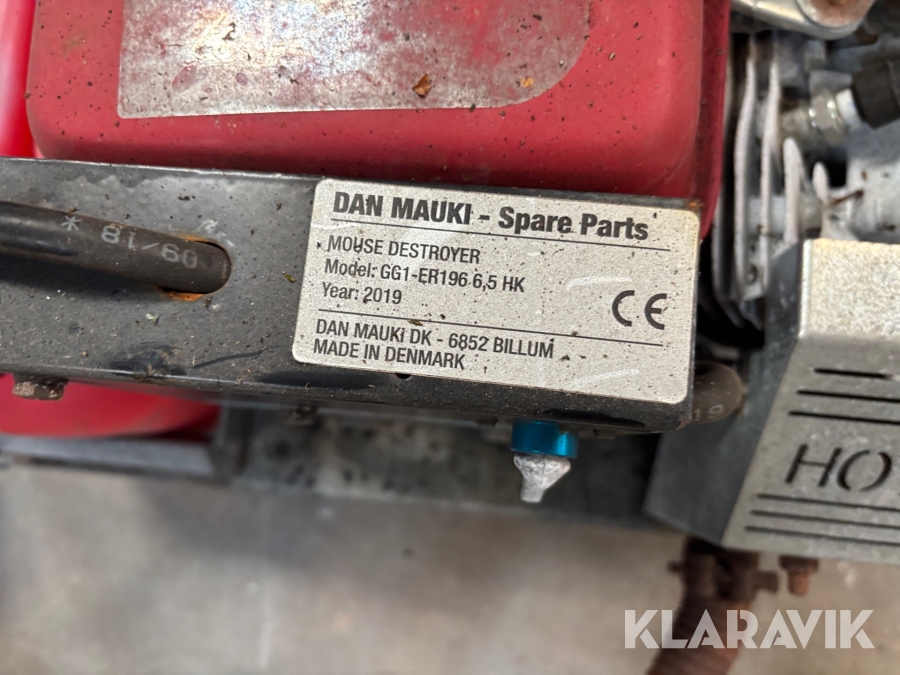 DAN MAUKI - Spare Parts
MOUSE DESTROYER
Model: GG1-ER196 6,5 HK
Year: 2019
CE
DAN MAUKI DK - 6852 BILLUM
MADE IN DENMARK
* 09/18
19
HO
KLARAVIK